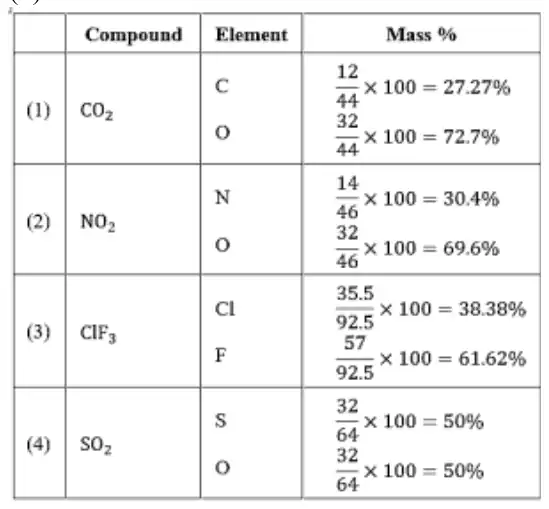 Compound Element Mass %
(1) CO₂ C 12/44 × 100 = 27.27%
O 32/44 × 100 = 72.7%
(2) NO₂ N 14/46 × 100 = 30.4%
O 32/46 × 100 = 69.6%
(3) ClF₃ Cl 35.5/92.5 × 100 = 38.38%
F 57/92.5 × 100 = 61.62%
(4) SO₂ S 32/64 × 100 = 50%
O 32/64 × 100 = 50%